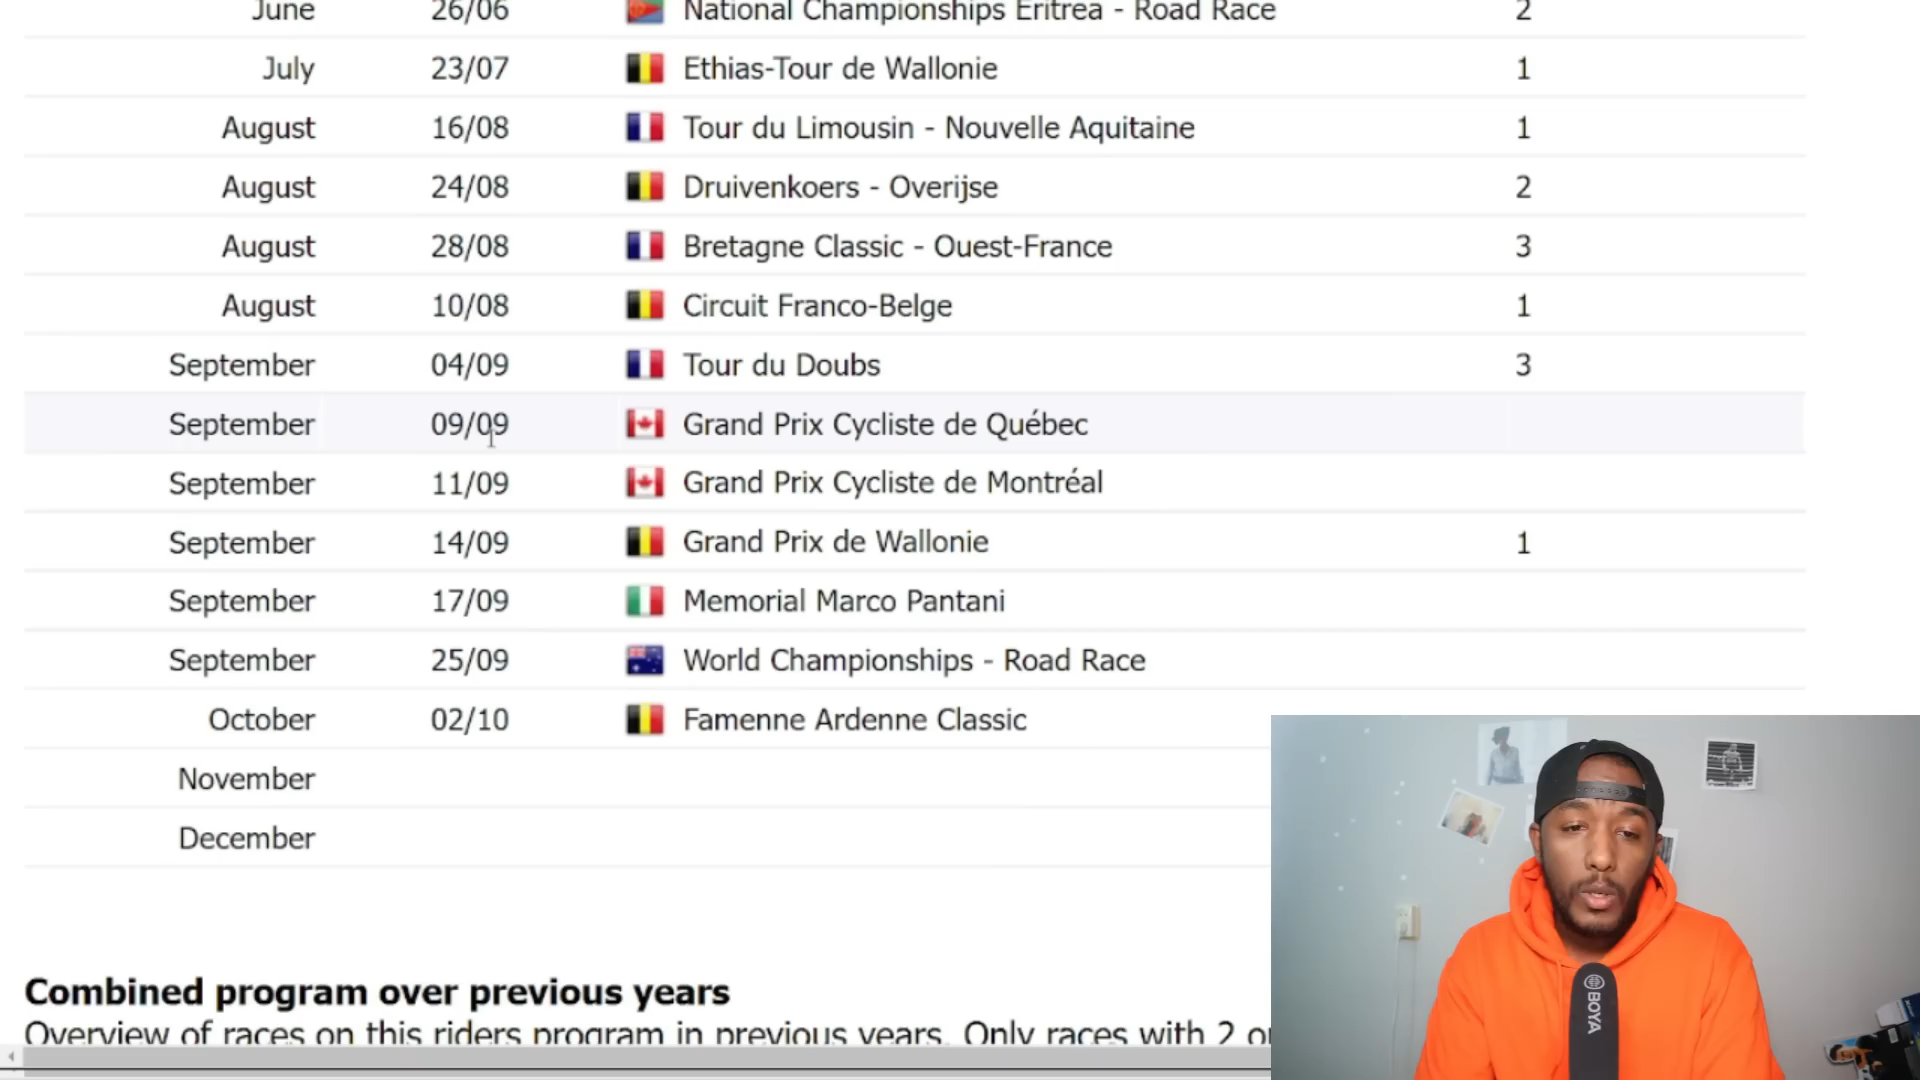 June 26/06 National Championships Eritrea - Road Race 2
July 23/07 Ethias-Tour de Wallonie 1
August 16/08 Tour du Limousin - Nouvelle Aquitaine 1
August 24/08 Druivenkoers - Overijse 2
August 28/08 Bretagne Classic - Ouest-France 3
August 10/08 Circuit Franco-Belge 1
September 04/09 Tour du Doubs 3
September 09/09 Grand Prix Cycliste de Québec
September 11/09 Grand Prix Cycliste de Montréal
September 14/09 Grand Prix de Wallonie 1
September 17/09 Memorial Marco Pantani
September 25/09 World Championships - Road Race
October 02/10 Famenne Ardenne Classic
November
December
Combined program over previous years
Overview of races on this riders program in previous years. Only races with 2 or
BOYA